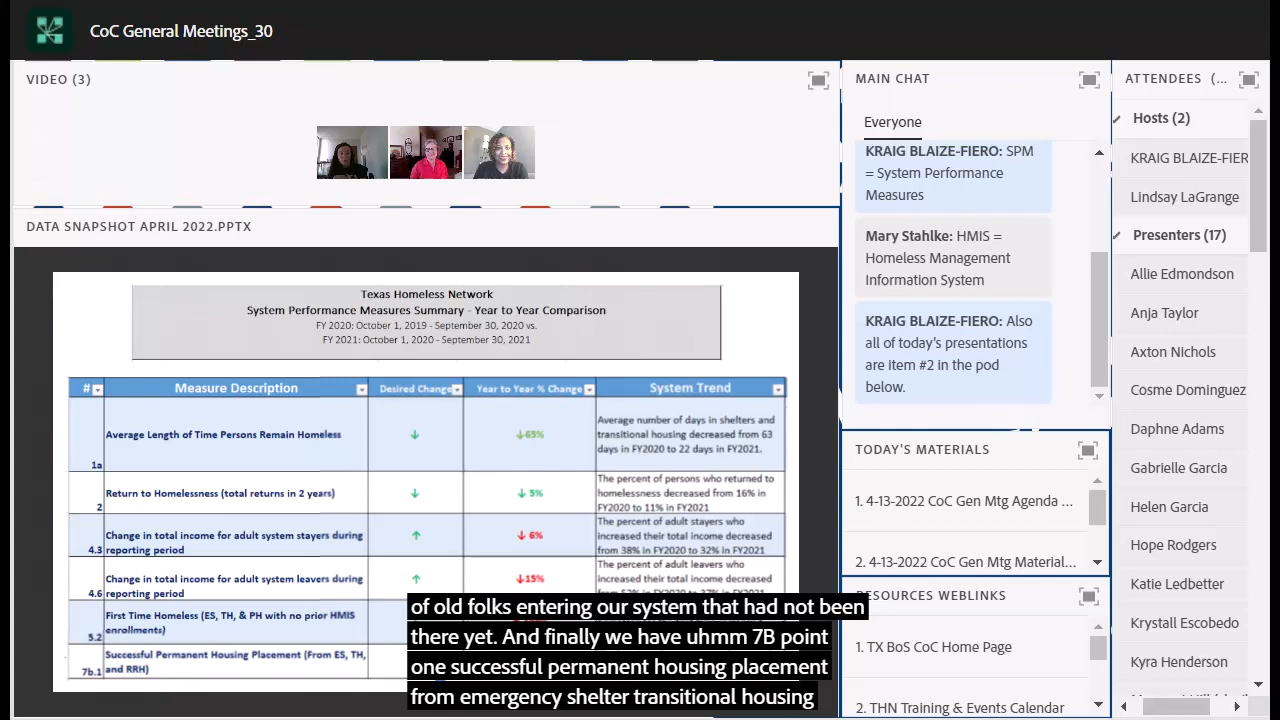 CoC General Meetings_30
VIDEO (3)
DATA SNAPSHOT APRIL 2022.PPTX
Texas Homeless Network
System Performance Measures Summary - Year to Year Comparison
FY 2020: October 1, 2019 - September 30, 2020 vs.
FY 2021: October 1, 2020 - September 30, 2021
# Measure Description Desired Change Year to Year % Change System Trend
1a Average Length of Time Persons Remain Homeless ↓ ↓65%
Average number of days in shelters and
transitional housing decreased from 63
days in FY2020 to 22 days in FY2021.
2 Return to Homelessness (total returns in 2 years) ↓ ↓ 5%
The percent of persons who returned to
homelessness decreased from 16% in
FY2020 to 11% in FY2021
4.3 Change in total income for adult system stayers during
reporting period ↑ ↓ 6%
The percent of adult stayers who
increased their total income decreased
from 38% in FY2020 to 32% in FY2021
4.6 Change in total income for adult system leavers during
reporting period ↑ ↓15%
The percent of adult leavers who
increased their total income decreased
5.2 First Time Homeless (ES, TH, & PH with no prior HMIS
enrollments)
7b.1 Successful Permanent Housing Placement (From ES, TH,
and RRH)
of old folks entering our system that had not been
there yet. And finally we have uhmm 7B point
one successful permanent housing placement
from emergency shelter transitional housing
MAIN CHAT
Everyone
KRAIG BLAIZE-FIERO: SPM
= System Performance
Measures
Mary Stahlke: HMIS =
Homeless Management
Information System
KRAIG BLAIZE-FIERO: Also
all of today's presentations
are item #2 in the pod
below.
TODAY'S MATERIALS
1. 4-13-2022 CoC Gen Mtg Agenda ...
2. 4-13-2022 CoC Gen Mtg Material...
RESOURCES WEBLINKS
1. TX BoS CoC Home Page
2. THN Training & Events Calendar
ATTENDEES (...
Hosts (2)
KRAIG BLAIZE-FIER
Lindsay LaGrange
Presenters (17)
Allie Edmondson
Anja Taylor
Axton Nichols
Cosme Dominguez
Daphne Adams
Gabrielle Garcia
Helen Garcia
Hope Rodgers
Katie Ledbetter
Krystall Escobedo
Kyra Henderson